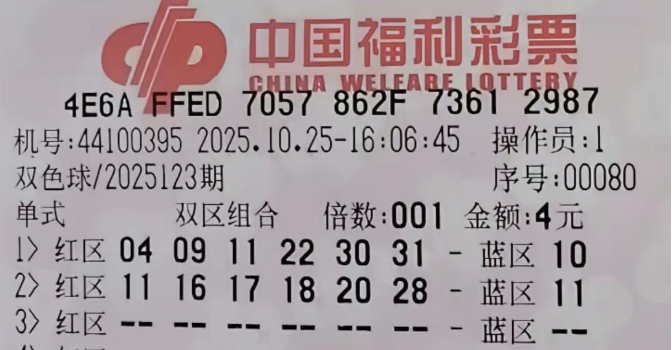 中国福利彩票
CHINA WELFARE LOTTERY
4E6A FFED 7057 862F 7361 2987
机号:44100395 2025.10.25-16:06:45 操作员:1
双色球/2025123期 序号:00080
单式 双区组合 倍数:001 金额:4元
1> 红区 04 09 11 22 30 31 - 蓝区 10
2> 红区 11 16 17 18 20 28 - 蓝区 11
3> 红区 -- -- -- -- -- -- - 蓝区 --